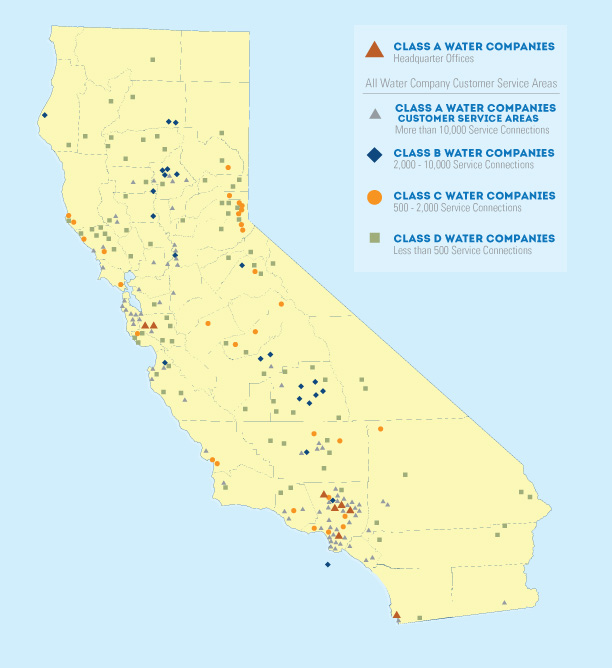 CLASS A WATER COMPANIES
Headquarter Offices
All Water Company Customer Service Areas
CLASS A WATER COMPANIES
CUSTOMER SERVICE AREAS
More than 10,000 Service Connections
CLASS B WATER COMPANIES
2,000 - 10,000 Service Connections
CLASS C WATER COMPANIES
500 - 2,000 Service Connections
CLASS D WATER COMPANIES
Less than 500 Service Connections